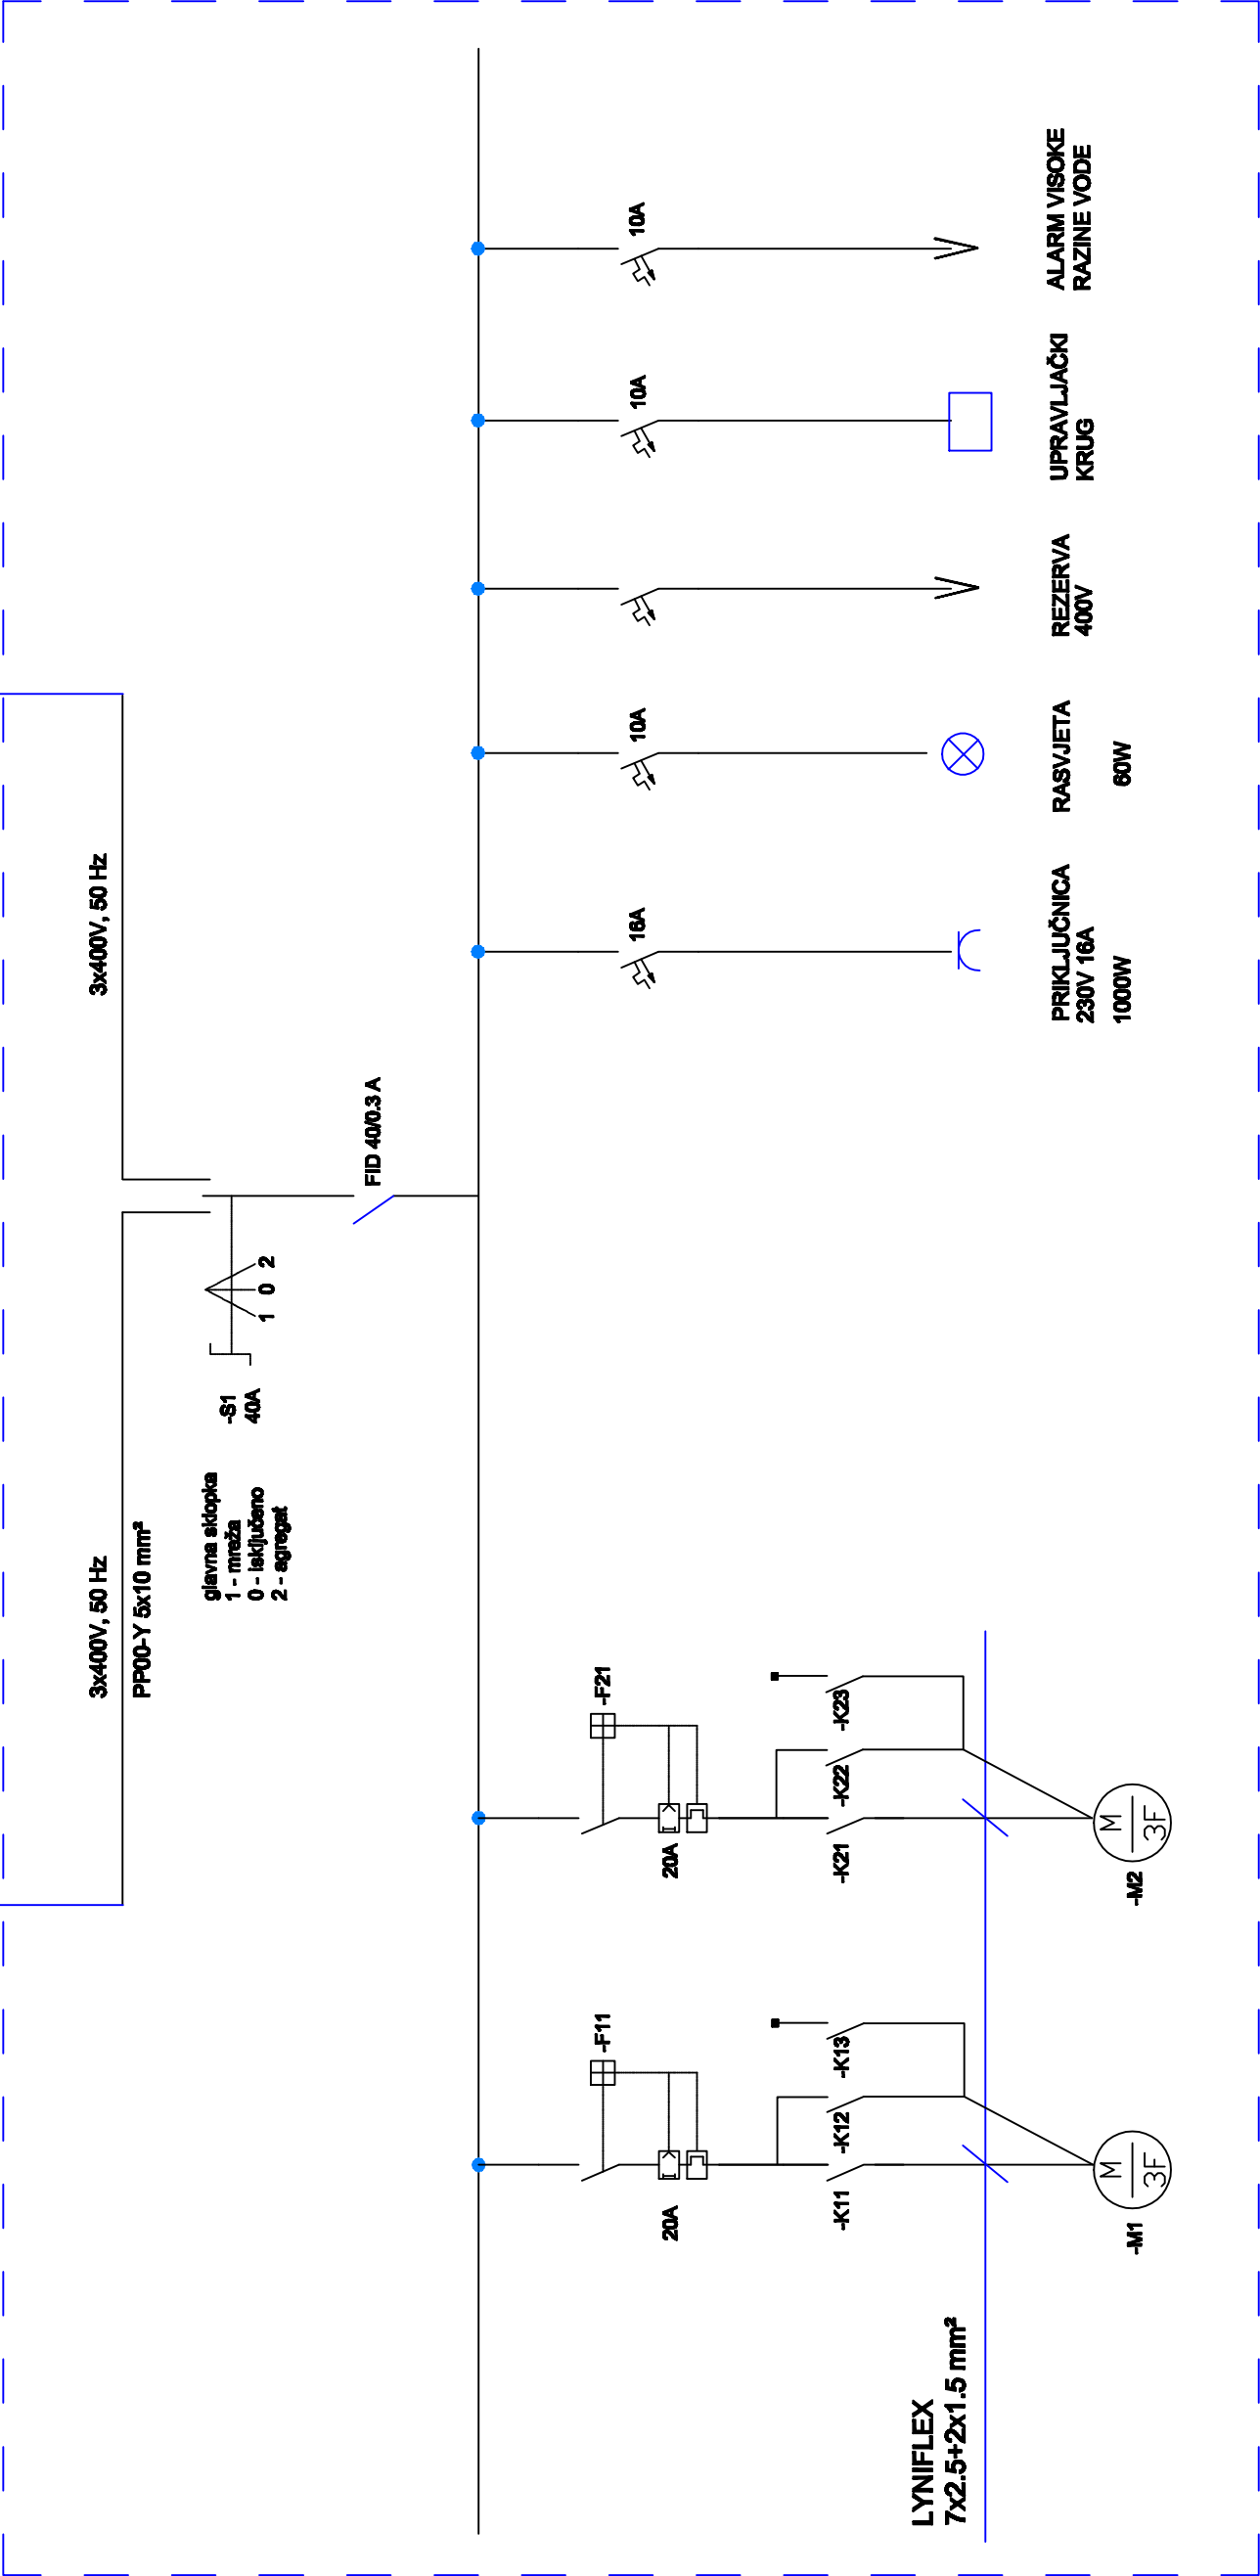 3x400V, 50 Hz
PP00-Y 5x10 mm²
3x400V, 50 Hz
glavna sklopka
1 - mreža
0 - isključeno
2 - agregat
-S1
40A
1 0 2
FID 40/0.3 A
-F11
20A
-K11
-K12
-K13
-M1
M
3F
-F21
20A
-K21
-K22
-K23
-M2
M
3F
LYNIFLEX
7x2.5+2x1.5 mm²
16A
PRIKLJUČNICA
230V 16A
1000W
10A
RASVJETA
60W
REZERVA
400V
10A
UPRAVLJAČKI
KRUG
10A
ALARM VISOKE
RAZINE VODE